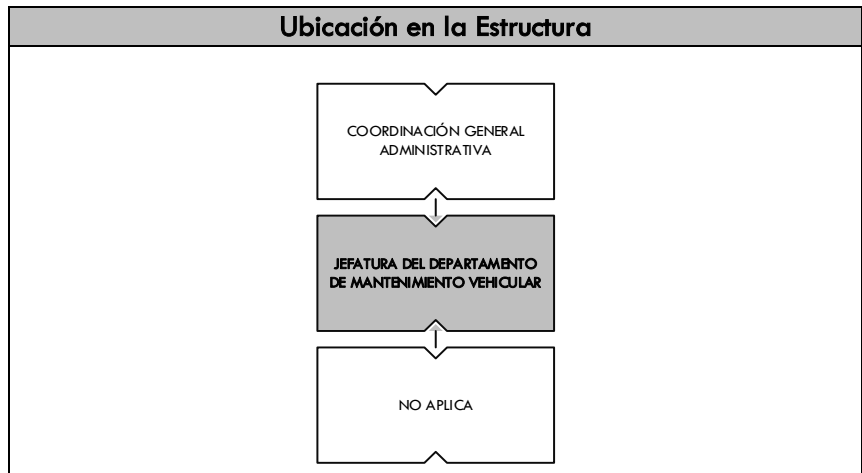 Ubicación en la Estructura
COORDINACIÓN GENERAL
ADMINISTRATIVA
JEFATURA DEL DEPARTAMENTO
DE MANTENIMIENTO VEHICULAR
NO APLICA